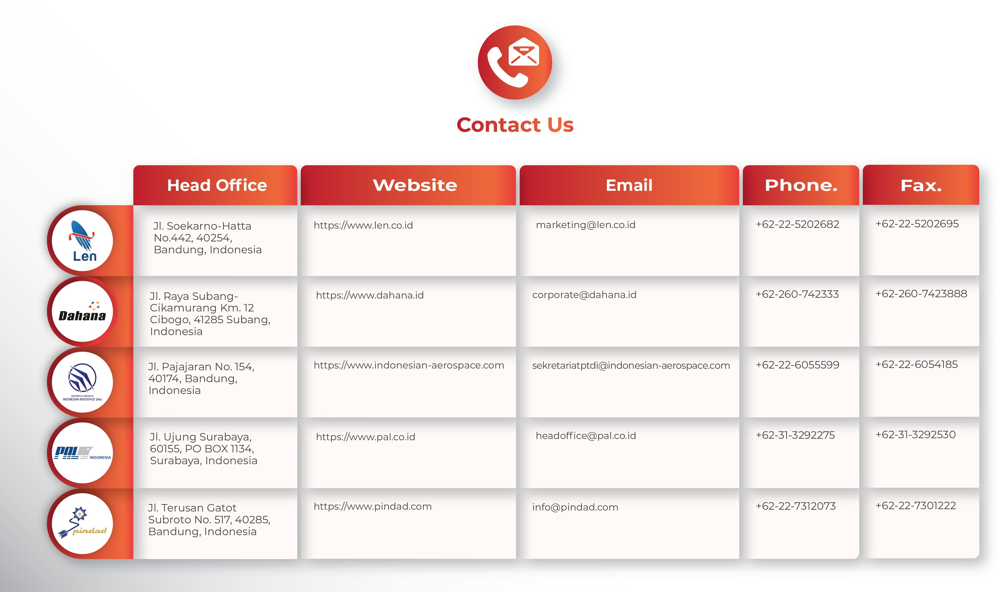 Contact Us
Head Office
Website
Email
Phone.
Fax.
Len
Jl. Soekarno-Hatta
No.442, 40254,
Bandung, Indonesia
https://www.len.co.id
marketing@len.co.id
+62-22-5202682
+62-22-5202695
Dahana
Jl. Raya Subang-
Cikamurang Km. 12
Cibogo, 41285 Subang,
Indonesia
https://www.dahana.id
corporate@dahana.id
+62-260-742333
+62-260-7423888
DIRGANTARA INDONESIA
INDONESIAN AEROSPACE (IAe)
Jl. Pajajaran No. 154,
40174, Bandung,
Indonesia
https://www.indonesian-aerospace.com
sekretariatptdi@indonesian-aerospace.com
+62-22-6055599
+62-22-6054185
PAL
INDONESIA
Jl. Ujung Surabaya,
60155, PO BOX 1134,
Surabaya, Indonesia
https://www.pal.co.id
headoffice@pal.co.id
+62-31-3292275
+62-31-3292530
pindad
Jl. Terusan Gatot
Subroto No. 517, 40285,
Bandung, Indonesia
https://www.pindad.com
info@pindad.com
+62-22-7312073
+62-22-7301222